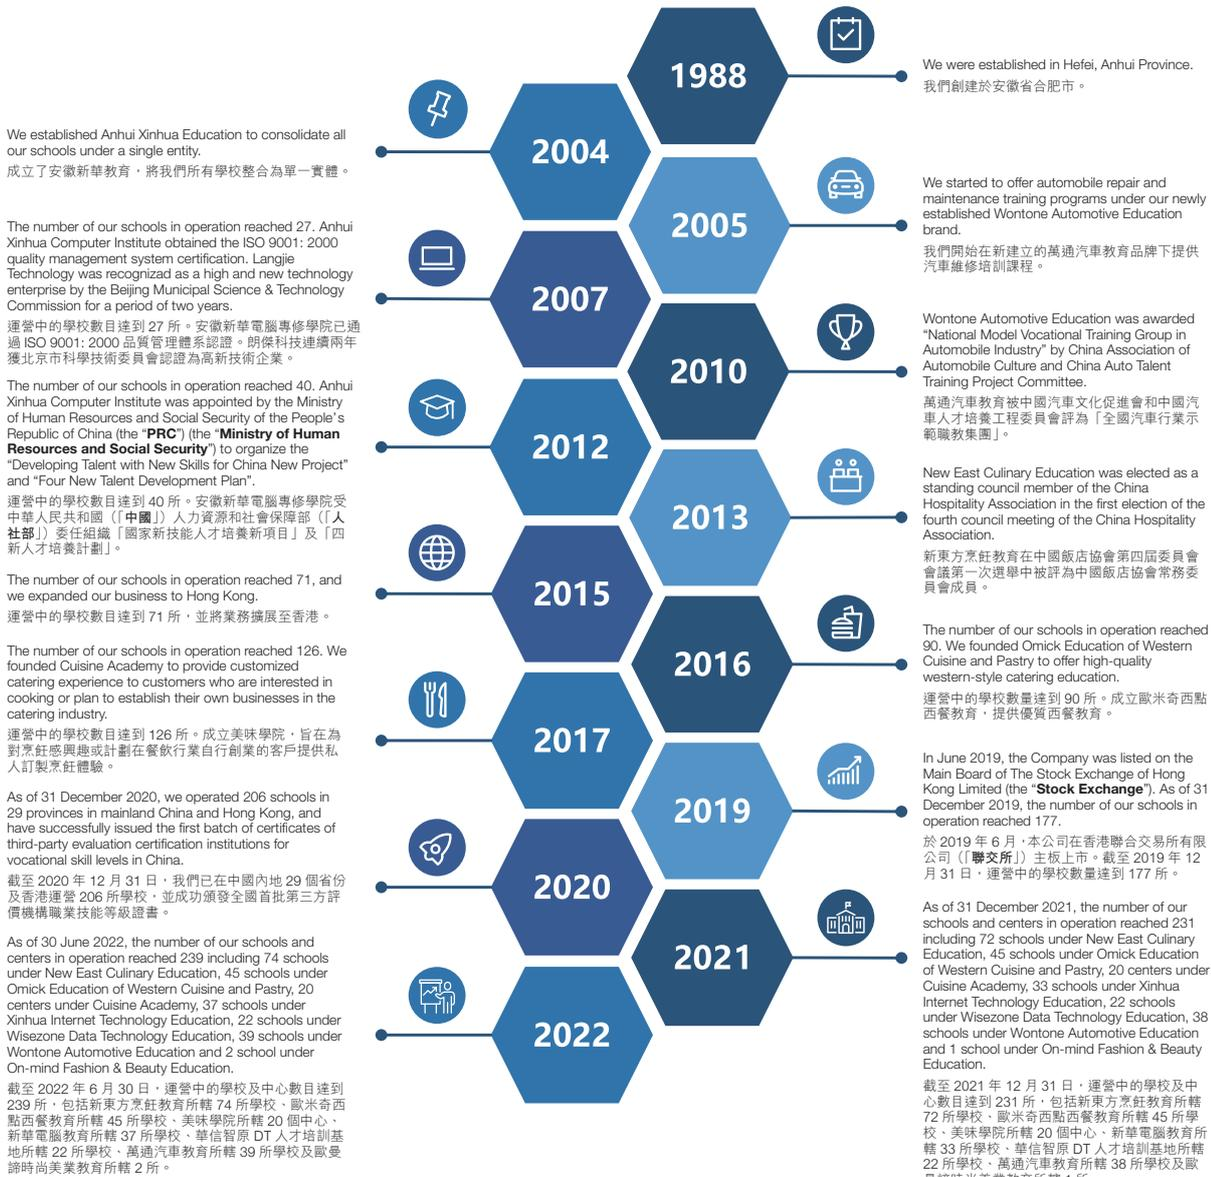 1988
We were established in Hefei, Anhui Province.
我們創建於安徽省合肥市。
2004
We established Anhui Xinhua Education to consolidate all
our schools under a single entity.
成立了安徽新華教育，將我們所有學校整合為單一實體。
2005
We started to offer automobile repair and
maintenance training programs under our newly
established Wontone Automotive Education
brand.
我們開始在新建立的萬通汽車教育品牌下提供
汽車維修培訓課程。
2007
The number of our schools in operation reached 27. Anhui
Xinhua Computer Institute obtained the ISO 9001: 2000
quality management system certification. Langjie
Technology was recognizad as a high and new technology
enterprise by the Beijing Municipal Science & Technology
Commission for a period of two years.
運營中的學校數目達到 27 所。安徽新華電腦專修學院已通
過 ISO 9001: 2000 品質管理體系認證。朗傑科技連續兩年
獲北京市科學技術委員會認證為高新技術企業。
2010
Wontone Automotive Education was awarded
“National Model Vocational Training Group in
Automobile Industry” by China Association of
Automobile Culture and China Auto Talent
Training Project Committee.
萬通汽車教育被中國汽車文化促進會和中國汽
車人才培養工程委員會評為「全國汽車行業示
範職教集團」。
2012
The number of our schools in operation reached 40. Anhui
Xinhua Computer Institute was appointed by the Ministry
of Human Resources and Social Security of the People’s
Republic of China (the “PRC”) (the “Ministry of Human
Resources and Social Security”) to organize the
“Developing Talent with New Skills for China New Project”
and “Four New Talent Development Plan”.
運營中的學校數目達到 40 所。安徽新華電腦專修學院受
中華人民共和國（「中國」）人力資源和社會保障部（「人
社部」）委任組織「國家新技能人才培養新項目」及「四
新人才培養計劃」。
2013
New East Culinary Education was elected as a
standing council member of the China
Hospitality Association in the first election of the
fourth council meeting of the China Hospitality
Association.
新東方烹飪教育在中國飯店協會第四屆委員會
會議第一次選舉中被評為中國飯店協會常務委
員會成員。
2015
The number of our schools in operation reached 71, and
we expanded our business to Hong Kong.
運營中的學校數目達到 71 所，並將業務擴展至香港。
2016
The number of our schools in operation reached
90. We founded Omick Education of Western
Cuisine and Pastry to offer high-quality
western-style catering education.
運營中的學校數量達到 90 所。成立歐米奇西點
西餐教育，提供優質西餐教育。
2017
The number of our schools in operation reached 126. We
founded Cuisine Academy to provide customized
catering experience to customers who are interested in
cooking or plan to establish their own businesses in the
catering industry.
運營中的學校數目達到 126 所。成立美味學院，旨在為
對烹飪感興趣或計劃在餐飲行業自行創業的客戶提供私
人訂製烹飪體驗。
2019
In June 2019, the Company was listed on the
Main Board of The Stock Exchange of Hong
Kong Limited (the “Stock Exchange”). As of 31
December 2019, the number of our schools in
operation reached 177.
於 2019 年 6 月，本公司在香港聯合交易所有限
公司（「聯交所」）主板上市。截至 2019 年 12
月 31 日，運營中的學校數量達到 177 所。
2020
As of 31 December 2020, we operated 206 schools in
29 provinces in mainland China and Hong Kong, and
have successfully issued the first batch of certificates of
third-party evaluation certification institutions for
vocational skill levels in China.
截至 2020 年 12 月 31 日，我們已在中國內地 29 個省份
及香港運營 206 所學校，並成功頒發全國首批第三方評
價機構職業技能等級證書。
2021
As of 31 December 2021, the number of our
schools and centers in operation reached 231
including 72 schools under New East Culinary
Education, 45 schools under Omick Education
of Western Cuisine and Pastry, 20 centers under
Cuisine Academy, 33 schools under Xinhua
Internet Technology Education, 22 schools
under Wisezone Data Technology Education, 38
schools under Wontone Automotive Education
and 1 school under On-mind Fashion & Beauty
Education.
截至 2021 年 12 月 31 日，運營中的學校及中
心數目達到 231 所，包括新東方烹飪教育所轄
72 所學校、歐米奇西點西餐教育所轄 45 所學
校、美味學院所轄 20 個中心、新華電腦教育所
轄 33 所學校、華信智原 DT 人才培訓基地所轄
22 所學校、萬通汽車教育所轄 38 所學校及歐
2022
As of 30 June 2022, the number of our schools and
centers in operation reached 239 including 74 schools
under New East Culinary Education, 45 schools under
Omick Education of Western Cuisine and Pastry, 20
centers under Cuisine Academy, 37 schools under
Xinhua Internet Technology Education, 22 schools under
Wisezone Data Technology Education, 39 schools under
Wontone Automotive Education and 2 school under
On-mind Fashion & Beauty Education.
截至 2022 年 6 月 30 日，運營中的學校及中心數目達到
239 所，包括新東方烹飪教育所轄 74 所學校、歐米奇西
點西餐教育所轄 45 所學校、美味學院所轄 20 個中心、
新華電腦教育所轄 37 所學校、華信智原 DT 人才培訓基
地所轄 22 所學校、萬通汽車教育所轄 39 所學校及歐曼
諦時尚美業教育所轄 2 所。